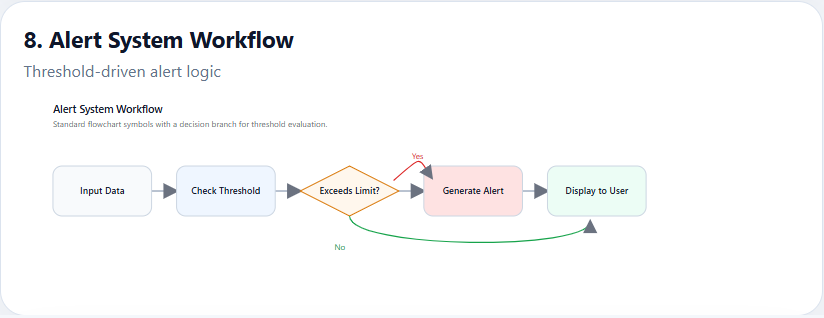 8. Alert System Workflow
Threshold-driven alert logic
Alert System Workflow
Standard flowchart symbols with a decision branch for threshold evaluation.
Yes
Input Data
Check Threshold
Exceeds Limit?
Generate Alert
Display to User
No